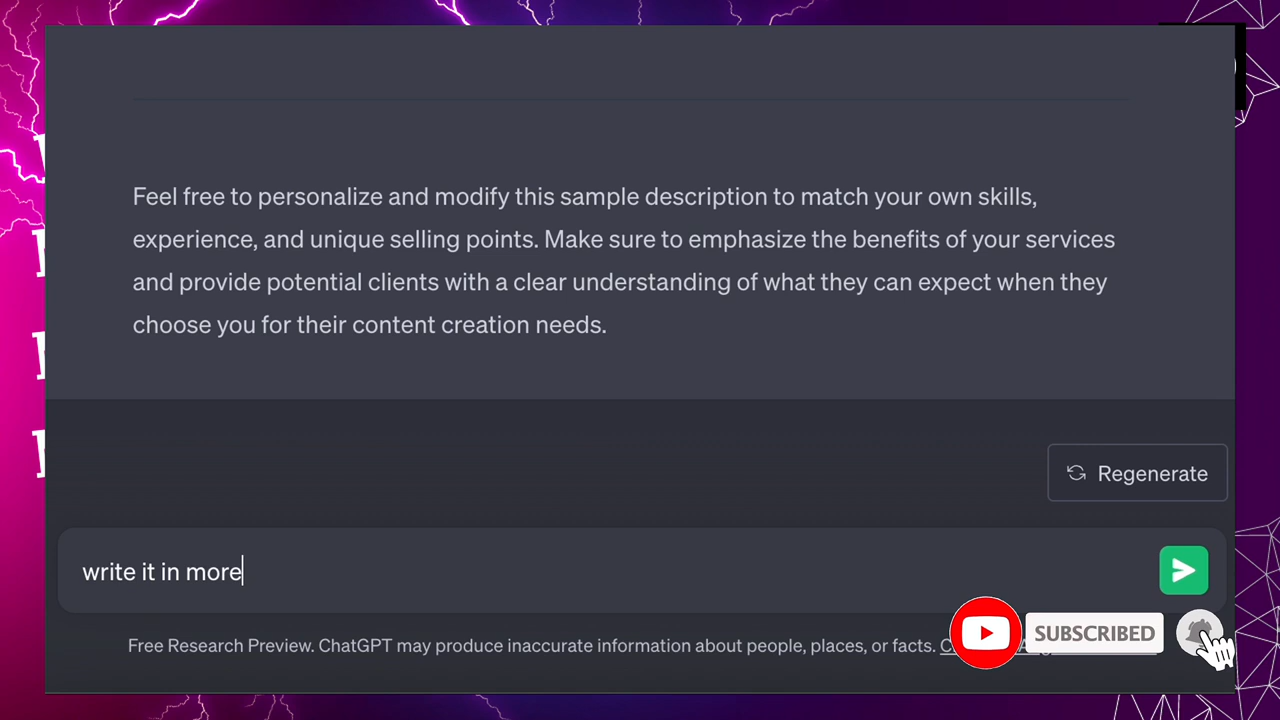 Feel free to personalize and modify this sample description to match your own skills,
experience, and unique selling points. Make sure to emphasize the benefits of your services
and provide potential clients with a clear understanding of what they can expect when they
choose you for their content creation needs.
Regenerate
write it in more
Free Research Preview. ChatGPT may produce inaccurate information about people, places, or facts.
SUBSCRIBED